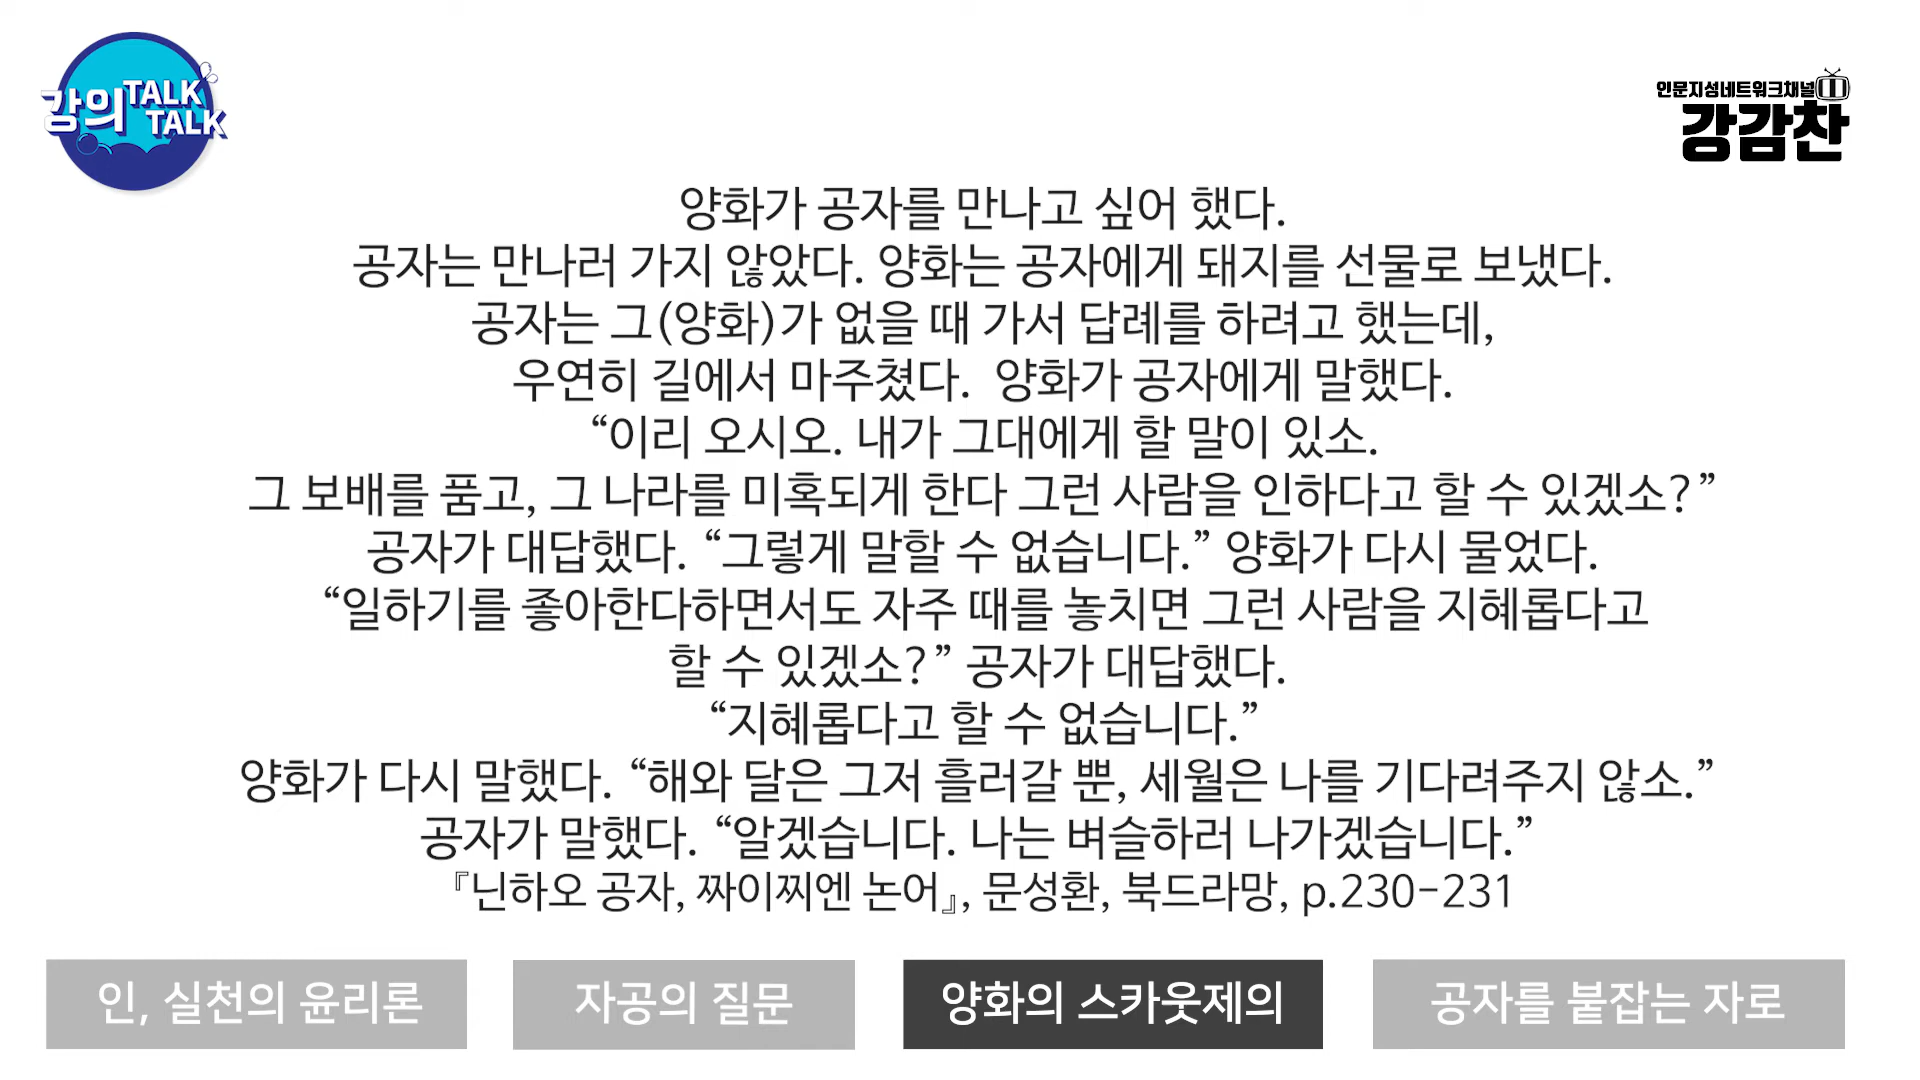 강의 TALK TALK
인문지성네트워크채널
강감찬
양화가 공자를 만나고 싶어 했다.
공자는 만나러 가지 않았다. 양화는 공자에게 돼지를 선물로 보냈다.
공자는 그(양화)가 없을 때 가서 답례를 하려고 했는데,
우연히 길에서 마주쳤다. 양화가 공자에게 말했다.
“이리 오시오. 내가 그대에게 할 말이 있소.
그 보배를 품고, 그 나라를 미혹되게 한다 그런 사람을 인하다고 할 수 있겠소?”
공자가 대답했다. “그렇게 말할 수 없습니다.” 양화가 다시 물었다.
“일하기를 좋아한다하면서도 자주 때를 놓치면 그런 사람을 지혜롭다고
할 수 있겠소?” 공자가 대답했다.
“지혜롭다고 할 수 없습니다.”
양화가 다시 말했다. “해와 달은 그저 흘러갈 뿐, 세월은 나를 기다려주지 않소.”
공자가 말했다. “알겠습니다. 나는 벼슬하러 나가겠습니다.”
『닌하오 공자, 짜이찌엔 논어』, 문성환, 북드라망, p.230-231
인, 실천의 윤리론
자공의 질문
양화의 스카웃제의
공자를 붙잡는 자로